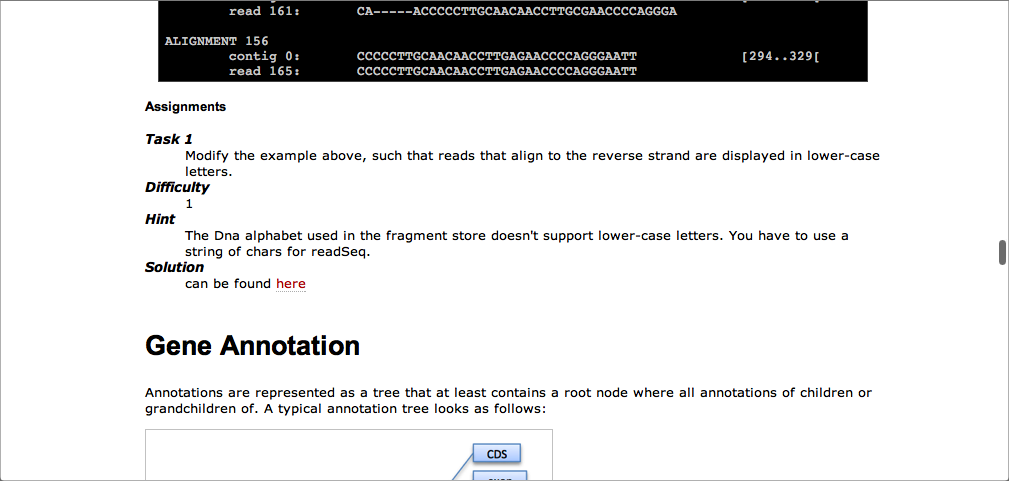 read 161: CA-----ACCCCCTTGCAACAACCTTGCGAACCCCAGGGA
ALIGNMENT 156
contig 0: CCCCCTTGCAACAACCTTGAGAACCCCAGGGAATT [294..329[
read 165: CCCCCTTGCAACAACCTTGAGAACCCCAGGGAATT
Assignments
Task 1
Modify the example above, such that reads that align to the reverse strand are displayed in lower-case
letters.
Difficulty
1
Hint
The Dna alphabet used in the fragment store doesn't support lower-case letters. You have to use a
string of chars for readSeq.
Solution
can be found here
Gene Annotation
Annotations are represented as a tree that at least contains a root node where all annotations of children or
grandchildren of. A typical annotation tree looks as follows:
CDS